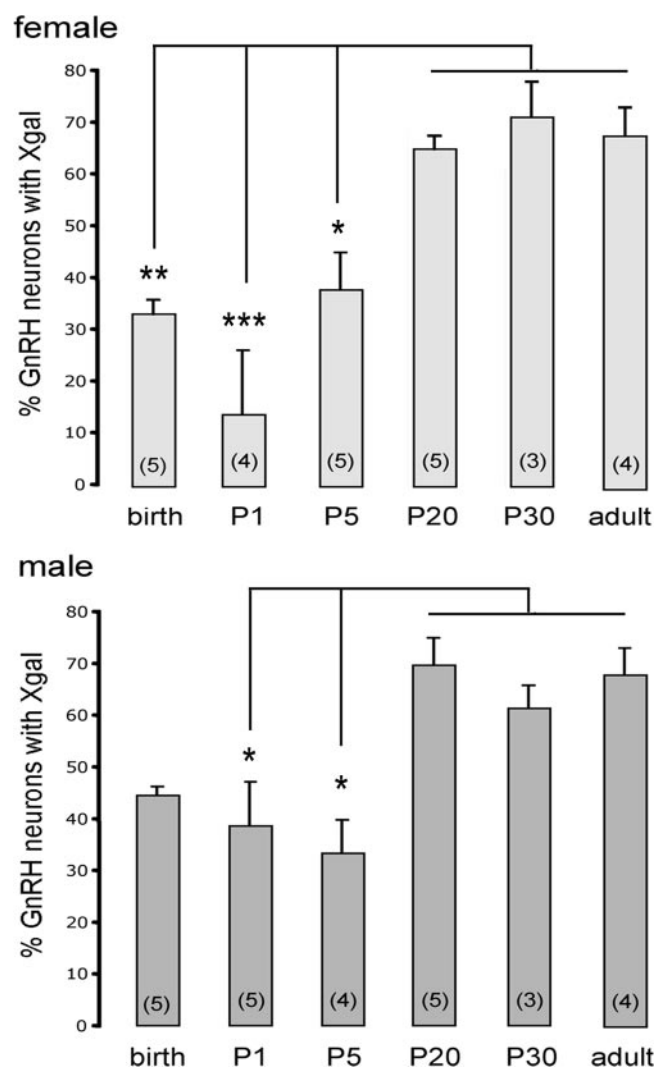 female
% GnRH neurons with Xgal
80
70
60
50
40
30
20
10
0
** *** *
(5) (4) (5) (5) (3) (4)
birth P1 P5 P20 P30 adult
male
% GnRH neurons with Xgal
80
70
60
50
40
30
20
10
0
* *
(5) (5) (4) (5) (3) (4)
birth P1 P5 P20 P30 adult